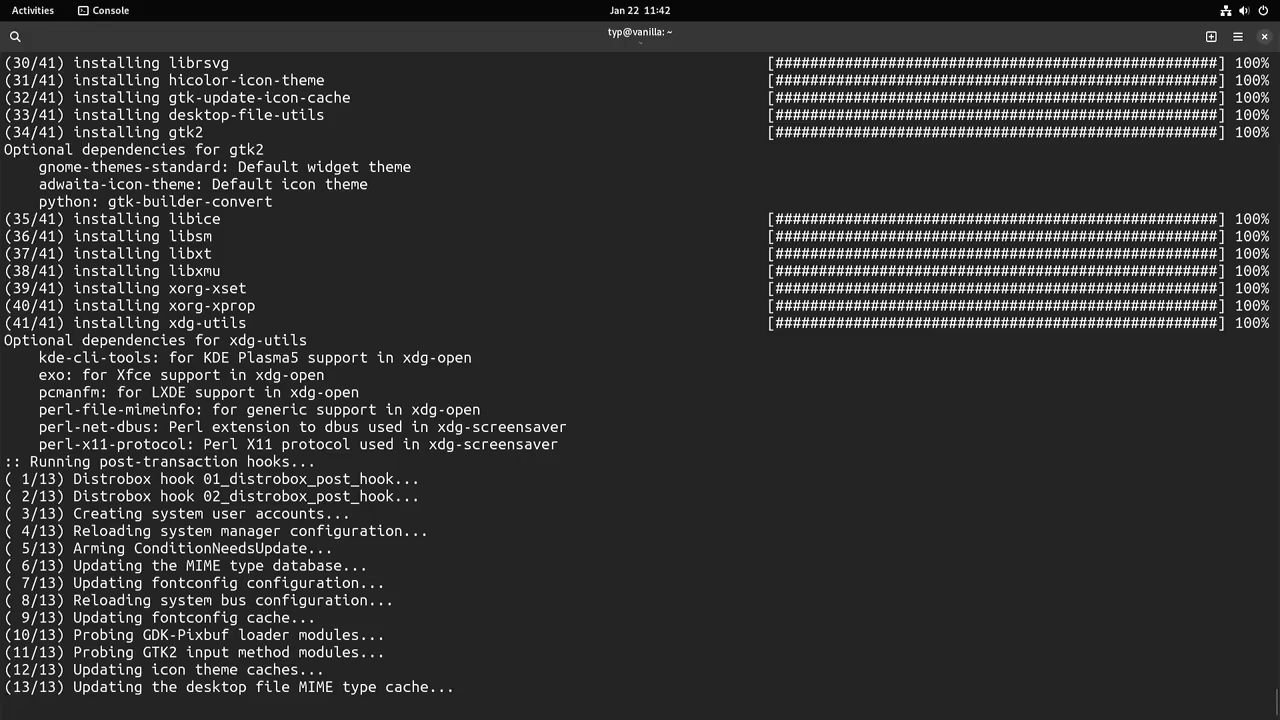 Activities Console Jan 22 11:42
typ@vanilla: ~
~
(30/41) installing librsvg [###################################################] 100%
(31/41) installing hicolor-icon-theme [###################################################] 100%
(32/41) installing gtk-update-icon-cache [###################################################] 100%
(33/41) installing desktop-file-utils [###################################################] 100%
(34/41) installing gtk2 [###################################################] 100%
Optional dependencies for gtk2
gnome-themes-standard: Default widget theme
adwaita-icon-theme: Default icon theme
python: gtk-builder-convert
(35/41) installing libice [###################################################] 100%
(36/41) installing libsm [###################################################] 100%
(37/41) installing libxt [###################################################] 100%
(38/41) installing libxmu [###################################################] 100%
(39/41) installing xorg-xset [###################################################] 100%
(40/41) installing xorg-xprop [###################################################] 100%
(41/41) installing xdg-utils [###################################################] 100%
Optional dependencies for xdg-utils
kde-cli-tools: for KDE Plasma5 support in xdg-open
exo: for Xfce support in xdg-open
pcmanfm: for LXDE support in xdg-open
perl-file-mimeinfo: for generic support in xdg-open
perl-net-dbus: Perl extension to dbus used in xdg-screensaver
perl-x11-protocol: Perl X11 protocol used in xdg-screensaver
:: Running post-transaction hooks...
( 1/13) Distrobox hook 01_distrobox_post_hook...
( 2/13) Distrobox hook 02_distrobox_post_hook...
( 3/13) Creating system user accounts...
( 4/13) Reloading system manager configuration...
( 5/13) Arming ConditionNeedsUpdate...
( 6/13) Updating the MIME type database...
( 7/13) Updating fontconfig configuration...
( 8/13) Reloading system bus configuration...
( 9/13) Updating fontconfig cache...
(10/13) Probing GDK-Pixbuf loader modules...
(11/13) Probing GTK2 input method modules...
(12/13) Updating icon theme caches...
(13/13) Updating the desktop file MIME type cache...